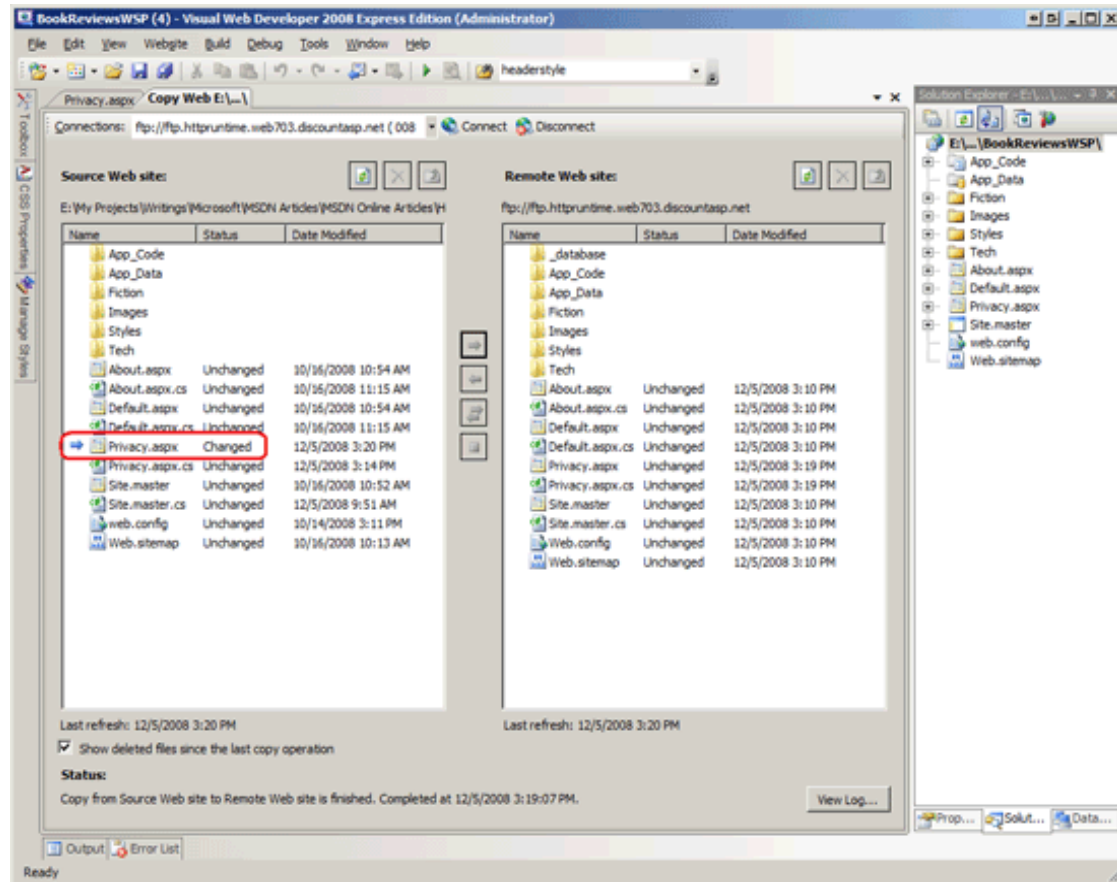 BookReviewsWSP (4) - Visual Web Developer 2008 Express Edition (Administrator)
File Edit View Website Build Debug Tools Window Help
headerstyle
Privacy.aspx Copy Web E:\...\
Solution Explorer - E:\...\...
Connections: ftp://ftp.httpruntime.web703.discountasp.net ( 008 Connect Disconnect
Toolbox
CSS Properties
Manage Styles
Source Web site:
E:\My Projects\Writings\Microsoft\MSDN Articles\MSDN Online Articles\H
Name Status Date Modified
App_Code
App_Data
Fiction
Images
Styles
Tech
About.aspx Unchanged 10/16/2008 10:54 AM
About.aspx.cs Unchanged 10/16/2008 11:15 AM
Default.aspx Unchanged 10/16/2008 10:54 AM
Default.aspx.cs Unchanged 10/16/2008 11:15 AM
Privacy.aspx Changed 12/5/2008 3:20 PM
Privacy.aspx.cs Unchanged 12/5/2008 3:14 PM
Site.master Unchanged 10/16/2008 10:52 AM
Site.master.cs Unchanged 12/5/2008 9:51 AM
web.config Unchanged 10/14/2008 3:11 PM
Web.sitemap Unchanged 10/16/2008 10:13 AM
Last refresh: 12/5/2008 3:20 PM
Show deleted files since the last copy operation
Status:
Copy from Source Web site to Remote Web site is finished. Completed at 12/5/2008 3:19:07 PM.
View Log....
Remote Web site:
ftp://ftp.httpruntime.web703.discountasp.net
Name Status Date Modified
_database
App_Code
App_Data
Fiction
Images
Styles
Tech
About.aspx Unchanged 12/5/2008 3:10 PM
About.aspx.cs Unchanged 12/5/2008 3:10 PM
Default.aspx Unchanged 12/5/2008 3:10 PM
Default.aspx.cs Unchanged 12/5/2008 3:10 PM
Privacy.aspx Unchanged 12/5/2008 3:19 PM
Privacy.aspx.cs Unchanged 12/5/2008 3:19 PM
Site.master Unchanged 12/5/2008 3:10 PM
Site.master.cs Unchanged 12/5/2008 3:10 PM
Web.config Unchanged 12/5/2008 3:10 PM
Web.sitemap Unchanged 12/5/2008 3:10 PM
Last refresh: 12/5/2008 3:20 PM
E:\...\BookReviewsWSP\
App_Code
App_Data
Fiction
Images
Styles
Tech
About.aspx
Default.aspx
Privacy.aspx
Site.master
web.config
Web.sitemap
Prop... Solut... Data...
Output Error List
Ready